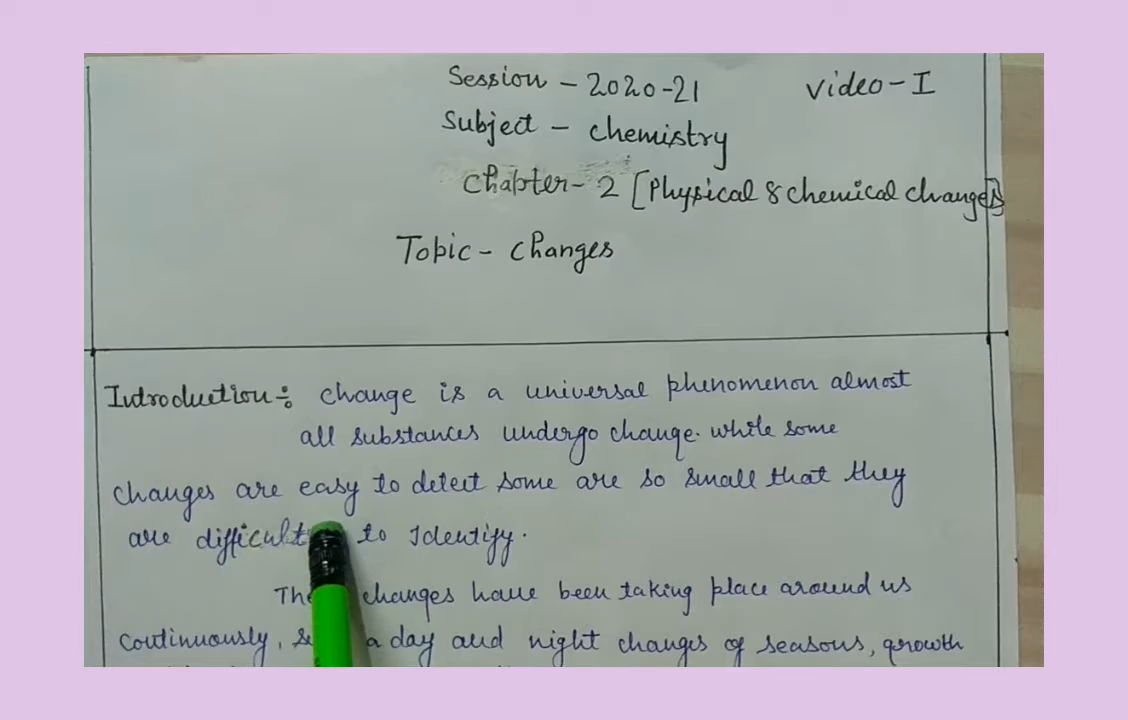 Session - 2020-21 Video-I
Subject - Chemistry
Chapter- 2 [Physical & chemical changes]
Topic- Changes
Introduction:- Change is a universal phenomenon almost
all substances undergo change. while some
changes are easy to detect some are so small that they
are difficult to Identify.
changes have been taking place around us
continuously, a day and night changes of seasons, growth